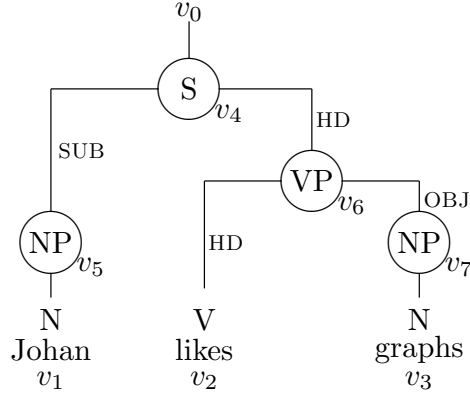 v₀
S
v₄
SUB
HD
VP
v₆
HD
OBJ
NP
v₅
NP
v₇
N V N
Johan likes graphs
v₁ v₂ v₃